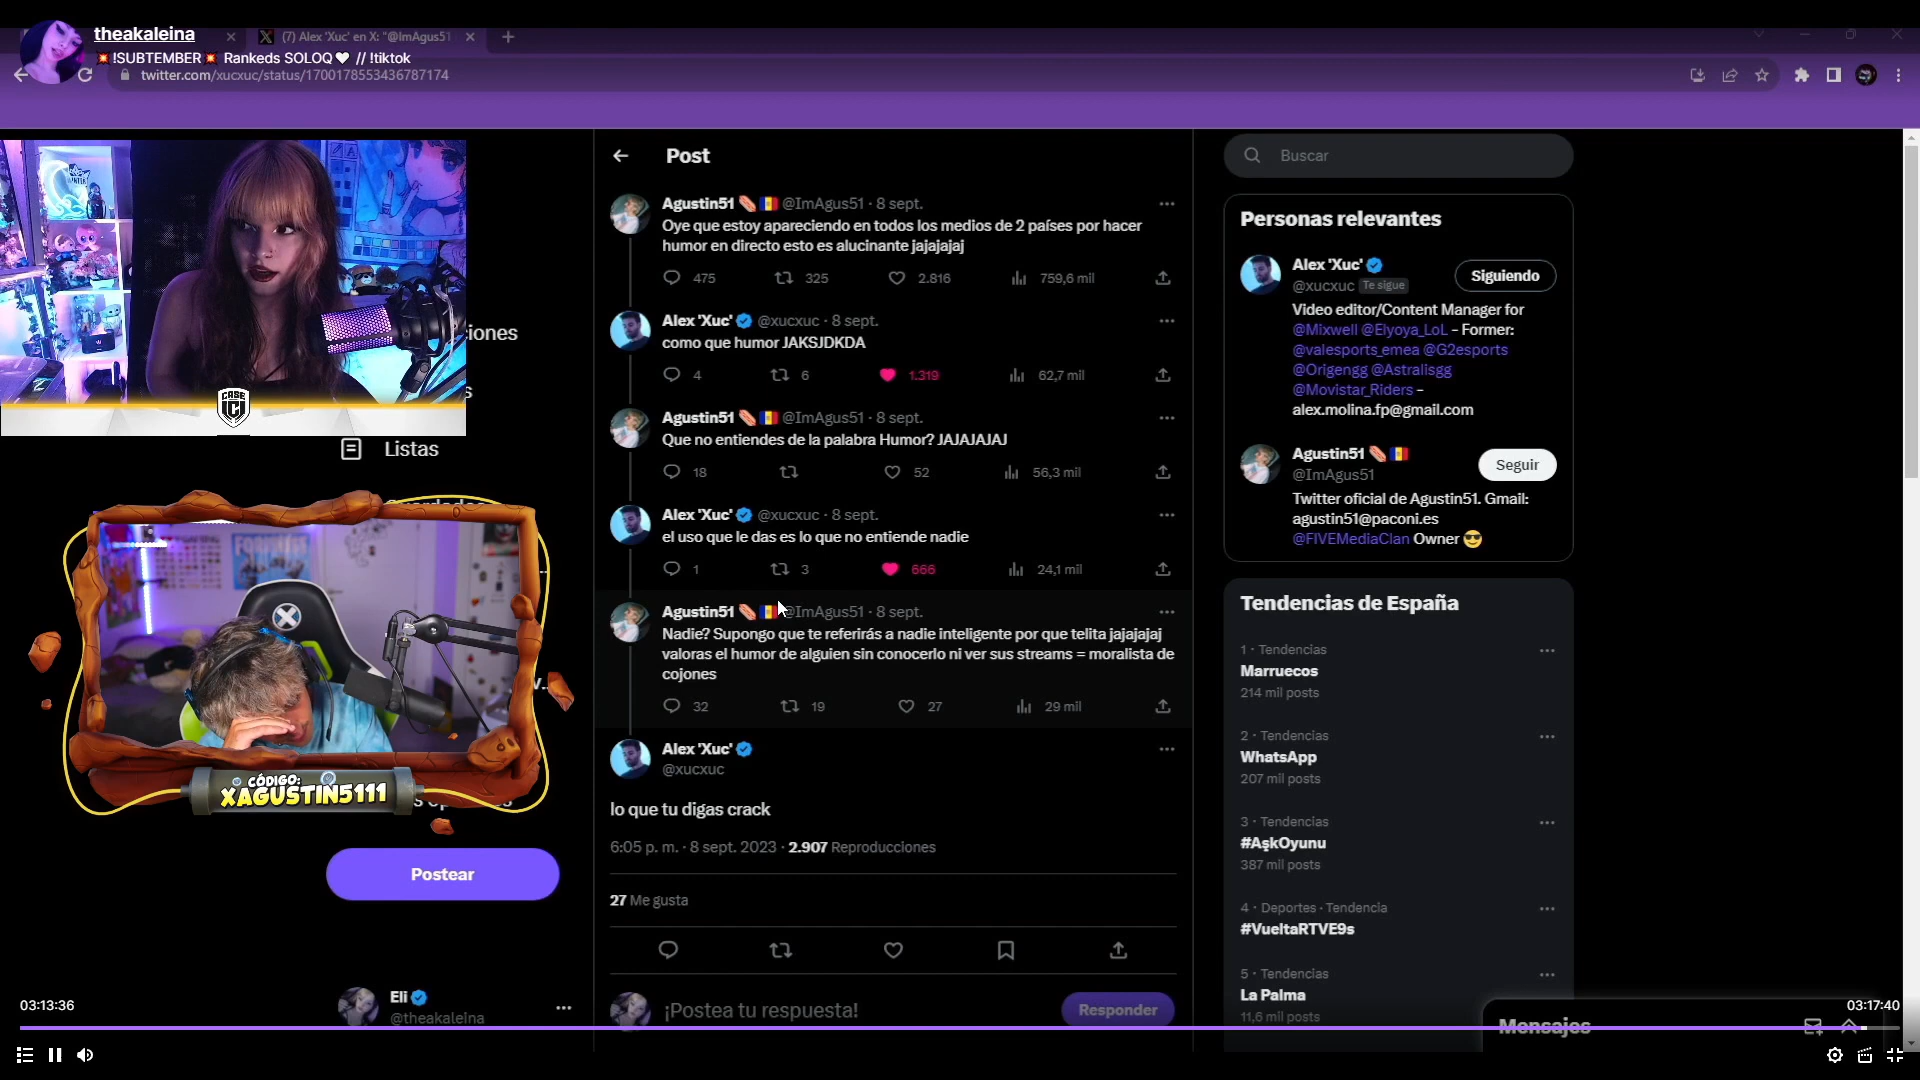 theakaleina
(7) Alex 'Xuc' en X: "@ImAgus51
💥 !SUBTEMBER💥 Rankeds SOLOQ🤍 // !tiktok
twitter.com/xucxuc/status/1700178553436787174
iones
s
Listas
CASE
CÓDIGO:
XAGUSTIN5111
Postear
Eli
@theakaleina
Post
Agustin51 @ImAgus51 · 8 sept.
Oye que estoy apareciendo en todos los medios de 2 países por hacer
humor en directo esto es alucinante jajajajaj
475 325 2.816 759,6 mil
Alex 'Xuc' @xucxuc · 8 sept.
como que humor JAKSJDKDA
4 6 1.319 62,7 mil
Agustin51 @ImAgus51 · 8 sept.
Que no entiendes de la palabra Humor? JAJAJAJAJ
18 52 56,3 mil
Alex 'Xuc' @xucxuc · 8 sept.
el uso que le das es lo que no entiende nadie
1 3 666 24,1 mil
Agustin51 @ImAgus51 · 8 sept.
Nadie? Supongo que te referirás a nadie inteligente por que telita jajajajaj
valoras el humor de alguien sin conocerlo ni ver sus streams = moralista de
cojones
32 19 27 29 mil
Alex 'Xuc'
@xucxuc
lo que tu digas crack
6:05 p. m. · 8 sept. 2023 · 2.907 Reproducciones
27 Me gusta
¡Postea tu respuesta!
Responder
Buscar
Personas relevantes
Alex 'Xuc'
@xucxuc Te sigue
Siguiendo
Video editor/Content Manager for
@Mixwell @Elyoya_LoL - Former:
@valesports_emea @G2esports
@Origengg @Astralisgg
@Movistar_Riders -
alex.molina.fp@gmail.com
Agustin51
@ImAgus51
Seguir
Twitter oficial de Agustin51. Gmail:
agustin51@paconi.es
@FIVEMediaClan Owner 😎
Tendencias de España
1 · Tendencias
Marruecos
214 mil posts
2 · Tendencias
WhatsApp
207 mil posts
3 · Tendencias
#AşkOyunu
387 mil posts
4 · Deportes · Tendencia
#VueltaRTVE9s
5 · Tendencias
La Palma
11,6 mil posts
Mensajes
03:13:36
03:17:40